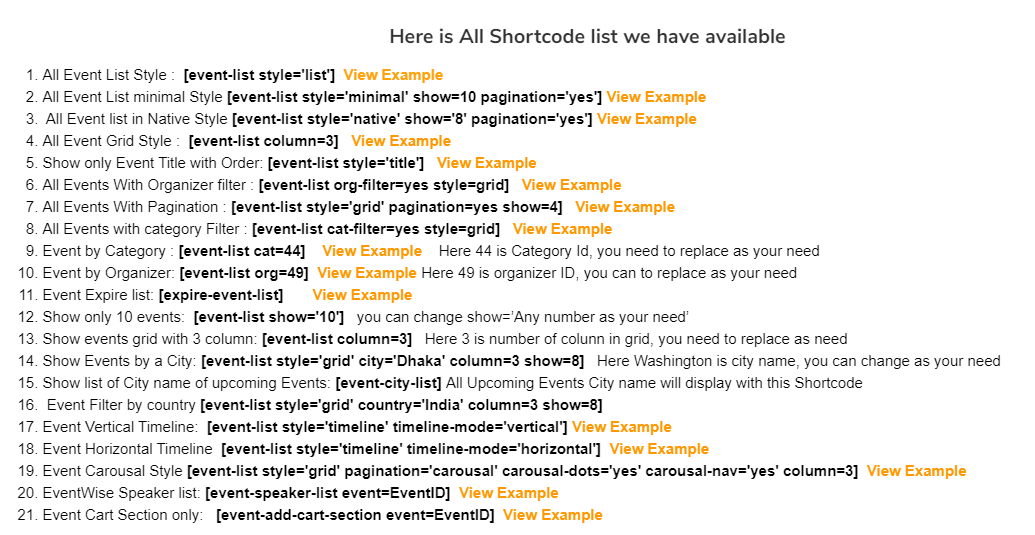 Here is All Shortcode list we have available
1. All Event List Style : [event-list style='list'] View Example
2. All Event List minimal Style [event-list style='minimal' show=10 pagination='yes'] View Example
3. All Event list in Native Style [event-list style='native' show='8' pagination='yes'] View Example
4. All Event Grid Style : [event-list column=3] View Example
5. Show only Event Title with Order: [event-list style='title'] View Example
6. All Events With Organizer filter : [event-list org-filter=yes style=grid] View Example
7. All Events With Pagination : [event-list style='grid' pagination=yes show=4] View Example
8. All Events with category Filter : [event-list cat-filter=yes style=grid] View Example
9. Event by Category : [event-list cat=44] View Example Here 44 is Category Id, you need to replace as your need
10. Event by Organizer: [event-list org=49] View Example Here 49 is organizer ID, you can to replace as your need
11. Event Expire list: [expire-event-list] View Example
12. Show only 10 events: [event-list show='10'] you can change show=’Any number as your need’
13. Show events grid with 3 column: [event-list column=3] Here 3 is number of colunn in grid, you need to replace as need
14. Show Events by a City: [event-list style='grid' city='Dhaka' column=3 show=8] Here Washington is city name, you can change as your need
15. Show list of City name of upcoming Events: [event-city-list] All Upcoming Events City name will display with this Shortcode
16. Event Filter by country [event-list style='grid' country='India' column=3 show=8]
17. Event Vertical Timeline: [event-list style='timeline' timeline-mode='vertical'] View Example
18. Event Horizontal Timeline [event-list style='timeline' timeline-mode='horizontal'] View Example
19. Event Carousal Style [event-list style='grid' pagination='carousal' carousal-dots='yes' carousal-nav='yes' column=3] View Example
20. EventWise Speaker list: [event-speaker-list event=EventID] View Example
21. Event Cart Section only: [event-add-cart-section event=EventID] View Example